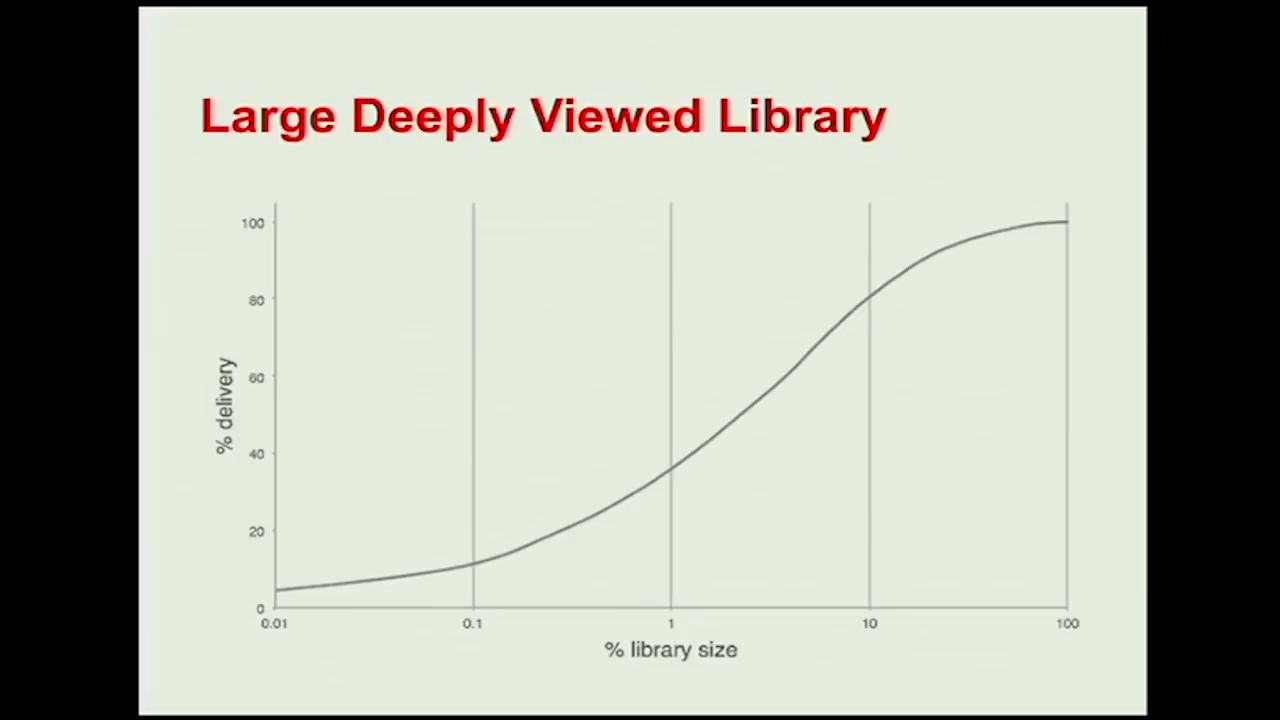 Large Deeply Viewed Library
100
80
60
40
20
0
% delivery
0.01 0.1 1 10 100
% library size